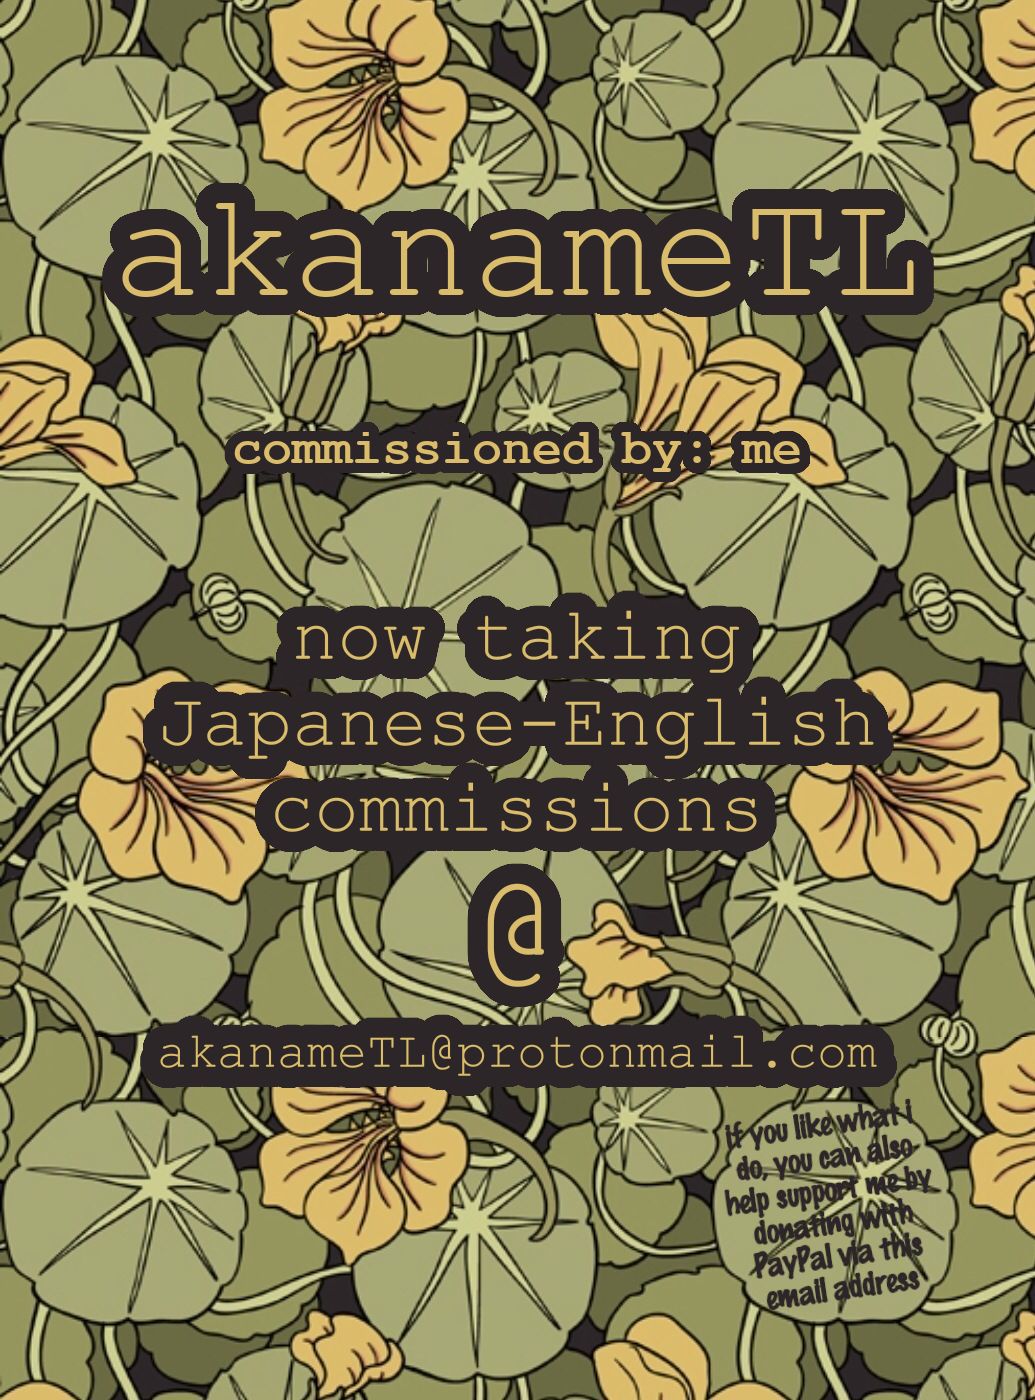 akanameTL
commissioned by: me
now taking
Japanese-English
commissions
@
akanameTL@protonmail.com
if you like what i
do, you can also
help support me by
donating with
PayPal via this
email address